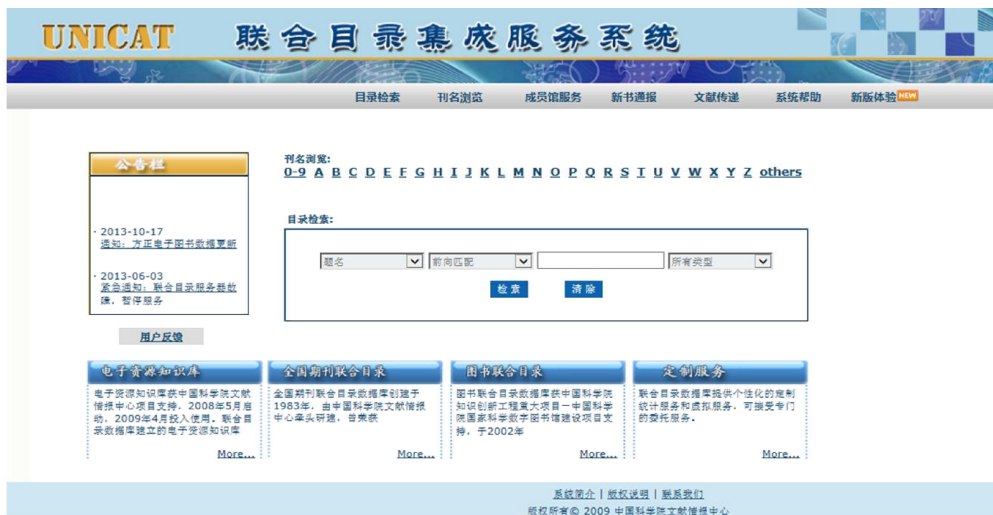 UNICAT 联合目录集成服务系统
目录检索 刊名浏览 成员馆服务 新书通报 文献传递 系统帮助 新版体验 NEW
公告栏
· 2013-10-17
通知：方正电子图书数据更新
· 2013-06-03
紧急通知：联合目录服务器故
障，暂停服务
用户反馈
刊名浏览:
0-9 A B C D E F G H I J K L M N O P Q R S T U V W X Y Z others
目录检索:
题名 前向匹配 所有类型
检 索 清 除
电子资源知识库
电子资源知识库获中国科学院文献
情报中心项目支持，2008年5月启
动，2009年4月投入使用。联合目
录数据库建立的电子资源知识库
More...
全国期刊联合目录
全国期刊联合目录数据库创建于
1983年，由中国科学院文献情报
中心牵头研建，曾荣获
More...
图书联合目录
图书联合目录数据库获中国科学院
知识创新工程重大项目－中国科学
院国家科学数字图书馆建设项目支
持，于2002年
More...
定制服务
联合目录数据库提供个性化的定制
统计服务和虚拟服务，可接受专门
的委托服务。
More...
系统简介 | 版权说明 | 联系我们
版权所有© 2009 中国科学院文献情报中心